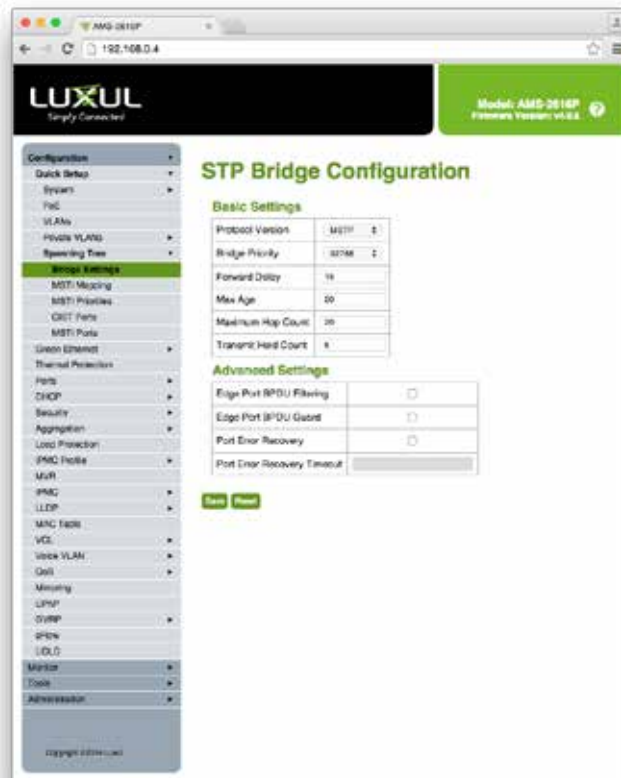 AMS-2616P
192.168.0.4
LUXUL
Simply Connected
Model: AMS-2616P
Firmware Version:
Configuration
Quick Setup
System
PoE
VLANs
Private VLANs
Spanning Tree
Bridge Settings
MSTI Mapping
MSTI Priorities
CIST Ports
MSTI Ports
Green Ethernet
Thermal Protection
Ports
DHCP
Security
Aggregation
Loop Protection
IPMC Profile
MVR
IPMC
LLDP
MAC Table
VCL
Voice VLAN
QoS
Mirroring
UPnP
GVRP
sFlow
UDLD
Monitor
Tools
Administration
STP Bridge Configuration
Basic Settings
Protocol Version MSTP
Bridge Priority 32768
Forward Delay 15
Max Age 20
Maximum Hop Count 20
Transmit Hold Count 6
Advanced Settings
Edge Port BPDU Filtering
Edge Port BPDU Guard
Port Error Recovery
Port Error Recovery Timeout
Save Reset